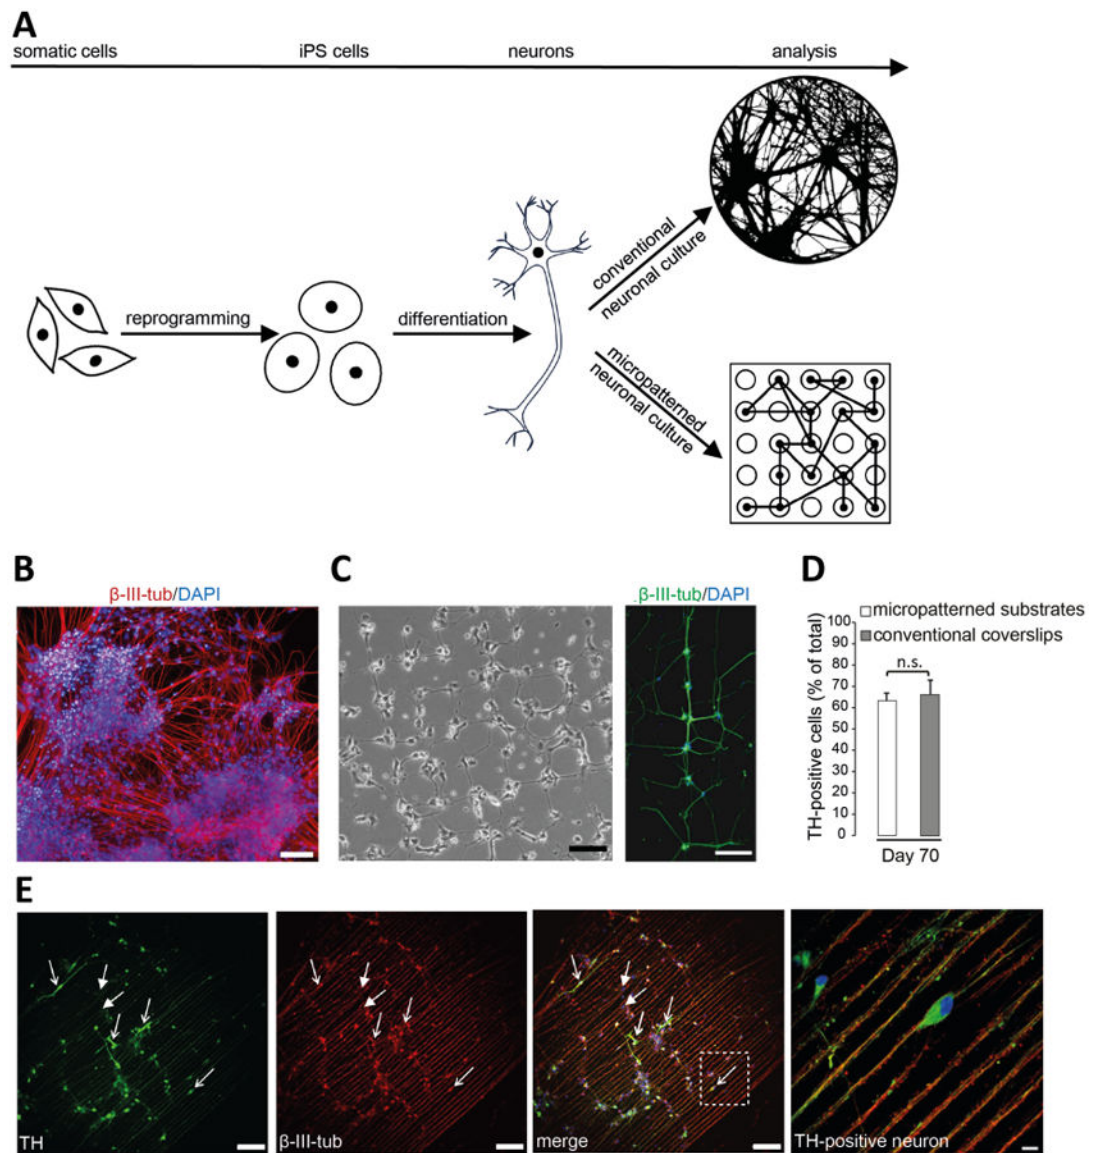 A
somatic cells
iPS cells
neurons
analysis
reprogramming
differentiation
conventional
neuronal culture
micropatterned
neuronal culture
B
β-III-tub/DAPI
C
β-III-tub/DAPI
D
micropatterned substrates
conventional coverslips
TH-positive cells (% of total)
100
90
80
70
60
50
40
30
20
10
0
n.s.
Day 70
E
TH
β-III-tub
merge
TH-positive neuron